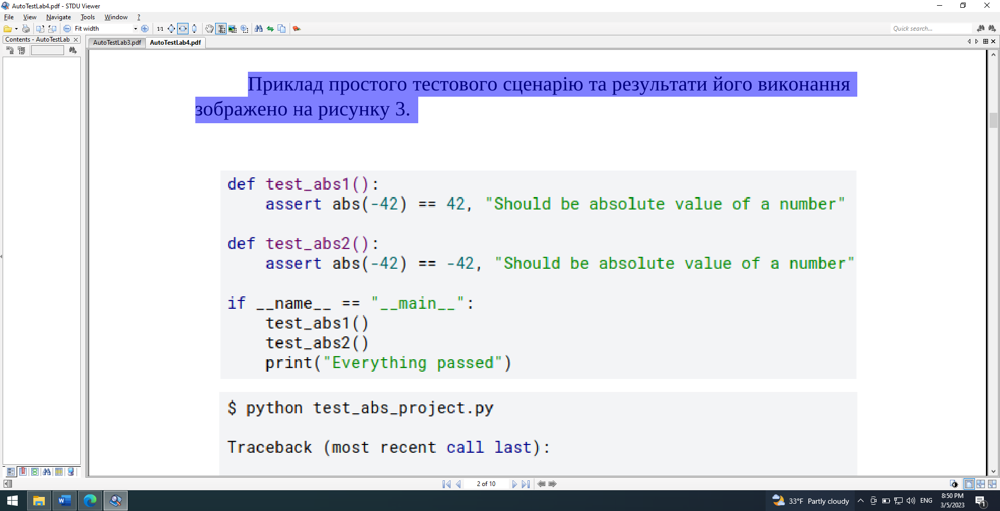 AutoTestLab4.pdf - STDU Viewer
File View Navigate Tools Window ?
Fit width
1:1
Quick search...
Contents - AutoTestLab
AutoTestLab3.pdf AutoTestLab4.pdf
Приклад простого тестового сценарію та результати його виконання
зображено на рисунку 3.
def test_abs1():
    assert abs(-42) == 42, "Should be absolute value of a number"
def test_abs2():
    assert abs(-42) == -42, "Should be absolute value of a number"
if __name__ == "__main__":
    test_abs1()
    test_abs2()
    print("Everything passed")
$ python test_abs_project.py
Traceback (most recent call last):
2 of 10
33°F Partly cloudy
ENG
8:50 PM
3/5/2023
1